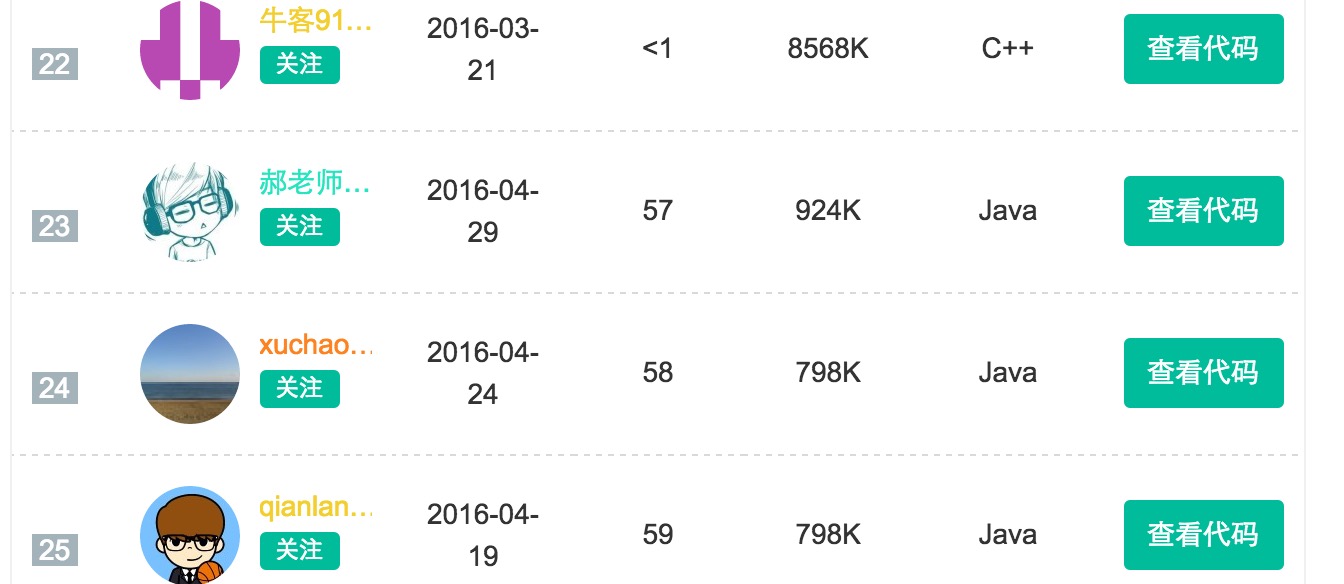 牛客91...
22
关注
2016-03-
21
<1
8568K
C++
查看代码
郝老师...
23
关注
2016-04-
29
57
924K
Java
查看代码
xuchao...
24
关注
2016-04-
24
58
798K
Java
查看代码
qianlan...
25
关注
2016-04-
19
59
798K
Java
查看代码